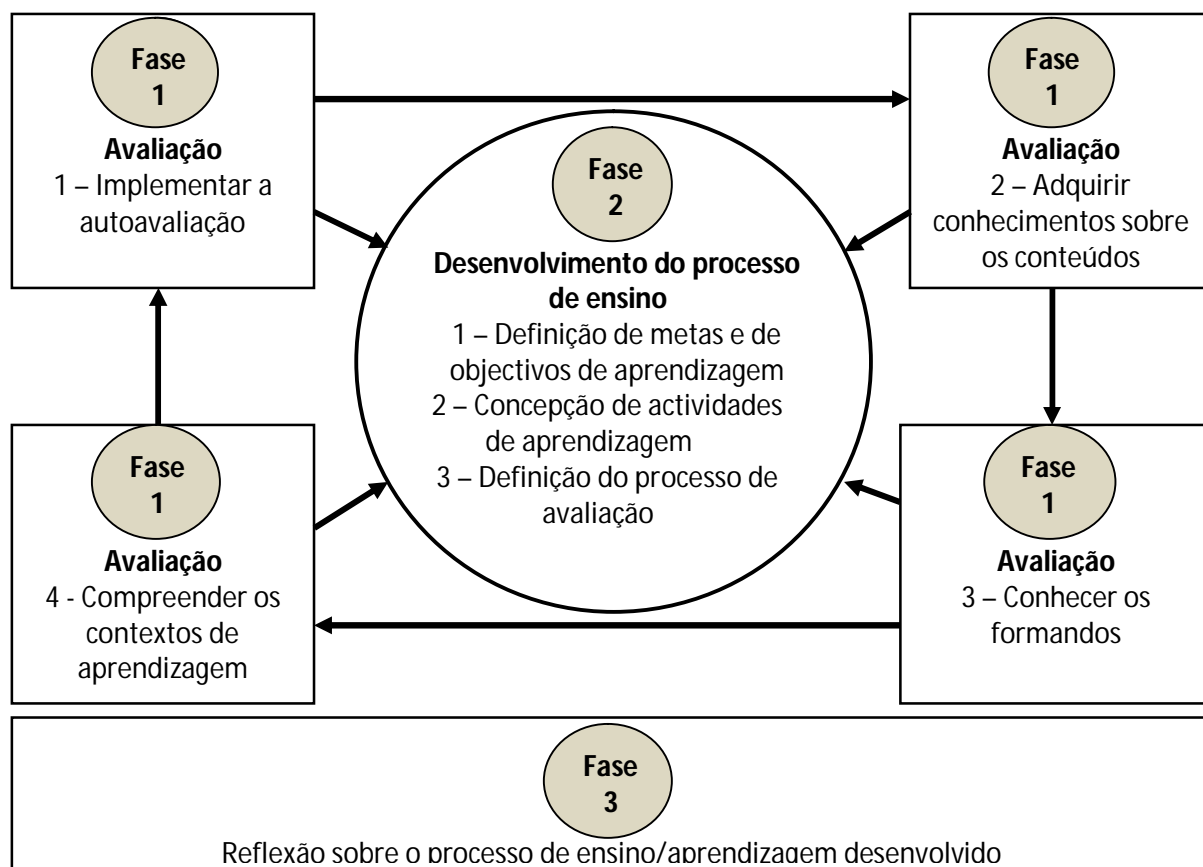 Fase
1
Avaliação
1 – Implementar a
autoavaliação
Fase
1
Avaliação
2 – Adquirir
conhecimentos sobre
os conteúdos
Fase
2
Desenvolvimento do processo
de ensino
1 – Definição de metas e de
objectivos de aprendizagem
2 – Concepção de actividades
de aprendizagem
3 – Definição do processo de
avaliação
Fase
1
Avaliação
4 - Compreender os
contextos de
aprendizagem
Fase
1
Avaliação
3 – Conhecer os
formandos
Fase
3
Reflexão sobre o processo de ensino/aprendizagem desenvolvido